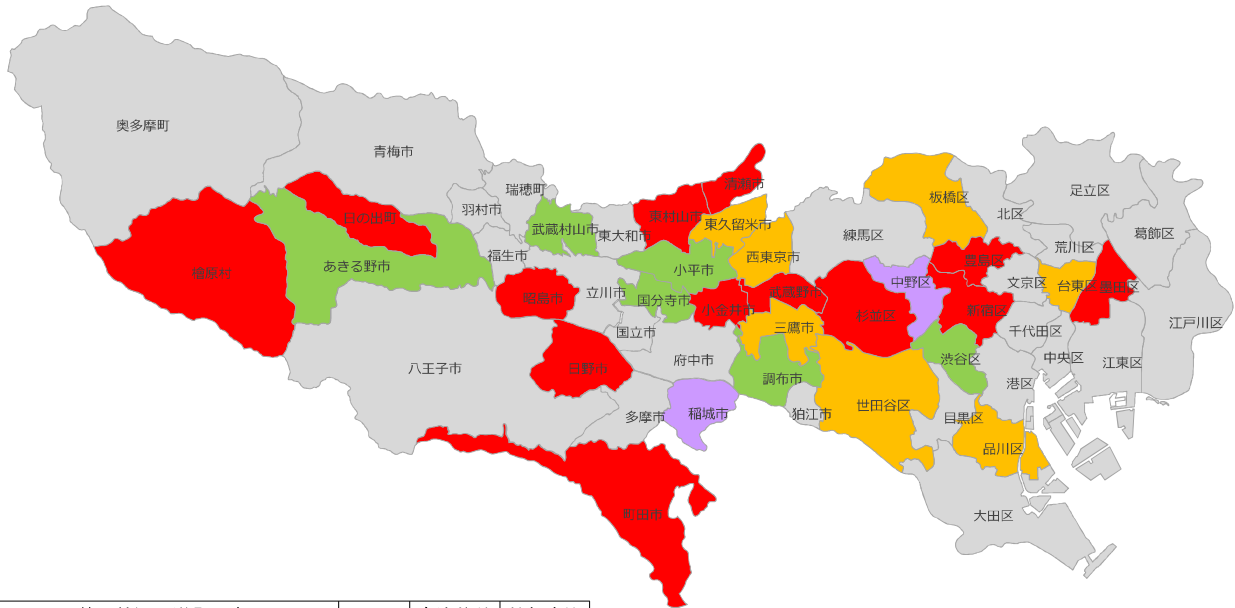 奥多摩町
青梅市
瑞穂町
羽村市
日の出町
檜原村
あきる野市
福生市
武蔵村山市
東大和市
東村山市
清瀬市
東久留米市
西東京市
小平市
昭島市
立川市
国分寺市
小金井市
武蔵野市
国立市
三鷹市
府中市
調布市
日野市
八王子市
多摩市
稲城市
狛江市
町田市
板橋区
練馬区
北区
足立区
葛飾区
荒川区
豊島区
中野区
杉並区
新宿区
文京区
台東区
墨田区
江戸川区
千代田区
中央区
江東区
渋谷区
港区
世田谷区
目黒区
品川区
大田区